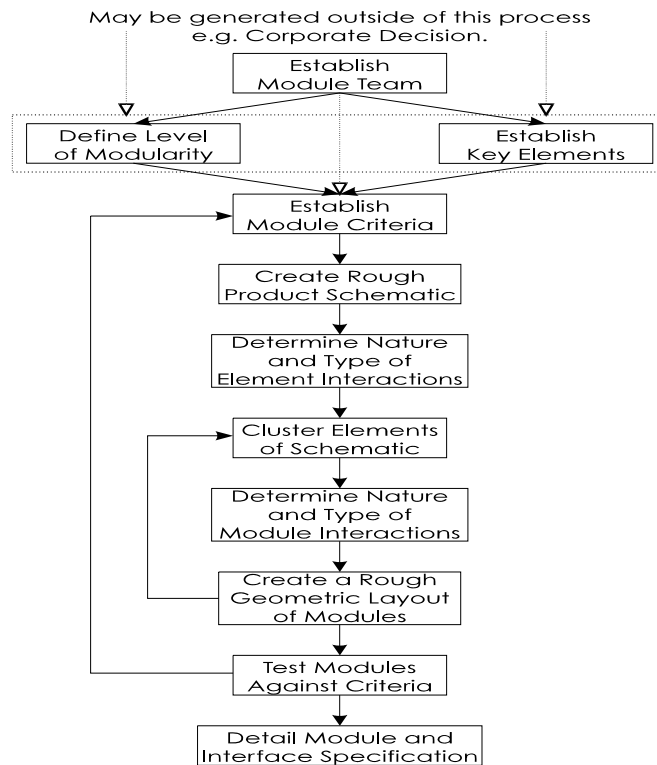 May be generated outside of this process
e.g. Corporate Decision.
Establish
Module Team
Define Level
of Modularity
Establish
Key Elements
Establish
Module Criteria
Create Rough
Product Schematic
Determine Nature
and Type of
Element Interactions
Cluster Elements
of Schematic
Determine Nature
and Type of
Module Interactions
Create a Rough
Geometric Layout
of Modules
Test Modules
Against Criteria
Detail Module and
Interface Specification